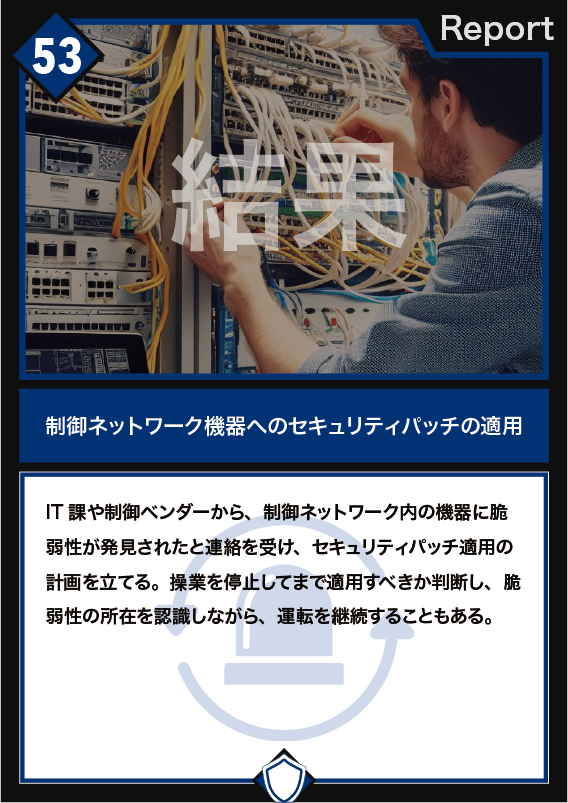 53
Report
結果
制御ネットワーク機器へのセキュリティパッチの適用
IT 課や制御ベンダーから、制御ネットワーク内の機器に脆
弱性が発見されたと連絡を受け、セキュリティパッチ適用の
計画を立てる。操業を停止してまで適用すべきか判断し、脆
弱性の所在を認識しながら、運転を継続することもある。